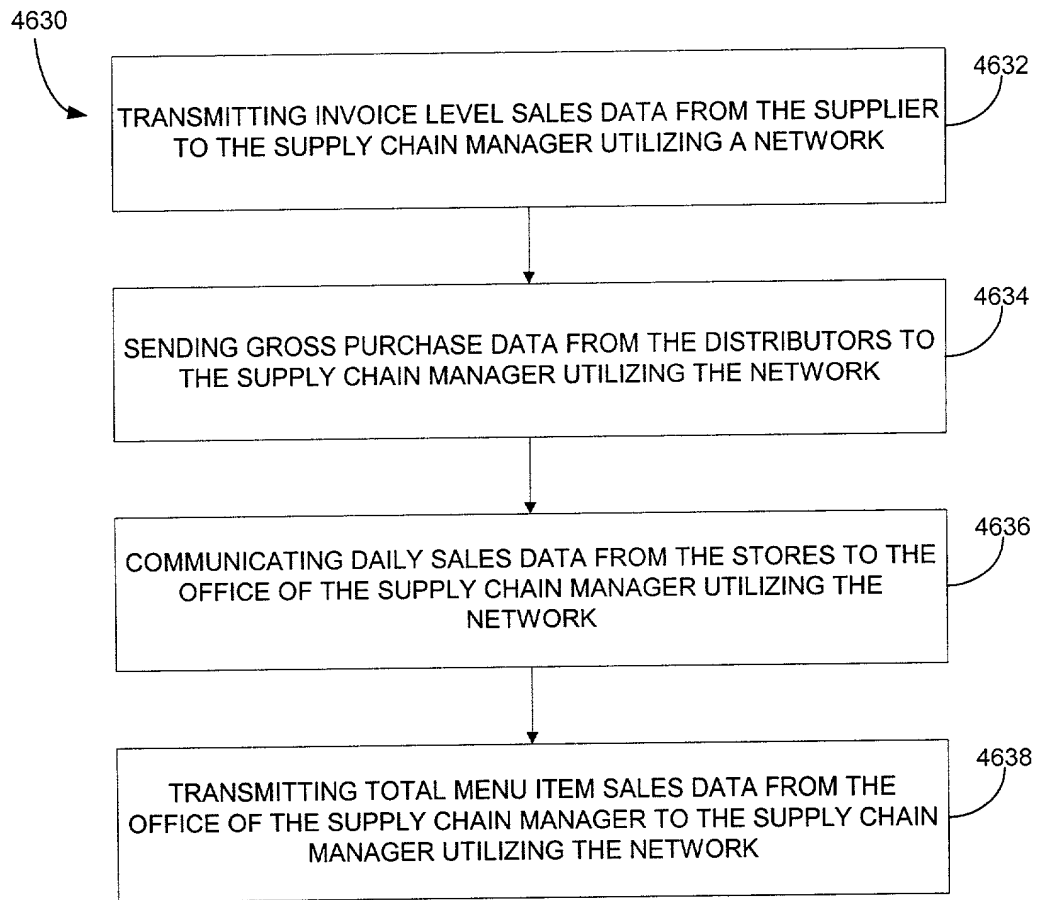 4630
4632
TRANSMITTING INVOICE LEVEL SALES DATA FROM THE SUPPLIER
TO THE SUPPLY CHAIN MANAGER UTILIZING A NETWORK
4634
SENDING GROSS PURCHASE DATA FROM THE DISTRIBUTORS TO
THE SUPPLY CHAIN MANAGER UTILIZING THE NETWORK
4636
COMMUNICATING DAILY SALES DATA FROM THE STORES TO THE
OFFICE OF THE SUPPLY CHAIN MANAGER UTILIZING THE
NETWORK
4638
TRANSMITTING TOTAL MENU ITEM SALES DATA FROM THE
OFFICE OF THE SUPPLY CHAIN MANAGER TO THE SUPPLY CHAIN
MANAGER UTILIZING THE NETWORK